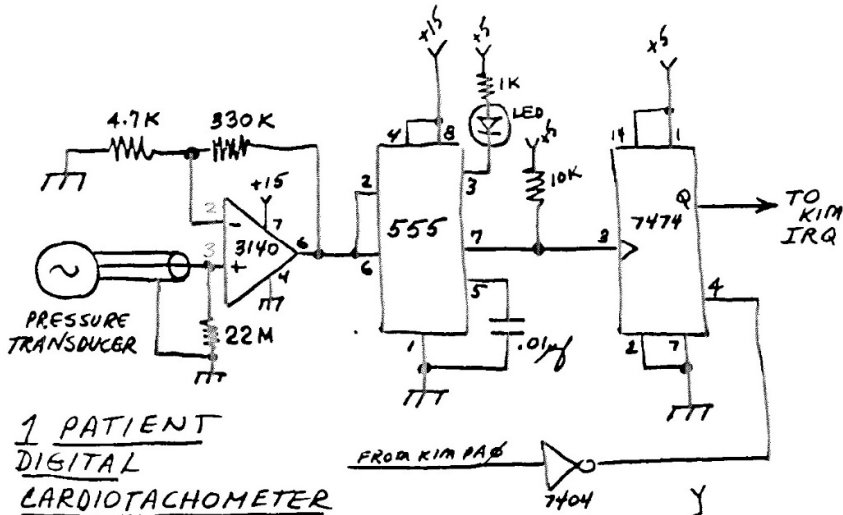 4.7K
330K
2
3
+15
7
3140
6
4
22M
PRESSURE
TRANSDUCER
+15
4
8
2
6
555
3
7
5
1
+5
1K
LED
+5
10K
.01µf
+5
14
1
3
7474
Q
4
2
7
TO
KIM
IRQ
FROM KIM PAØ
7404
1 PATIENT
DIGITAL
CARDIOTACHOMETER